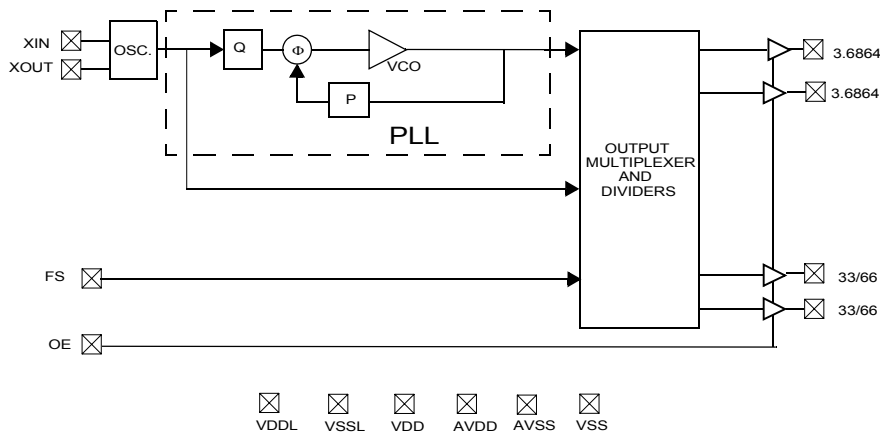 XIN
XOUT
OSC.
Q
Φ
VCO
P
PLL
OUTPUT
MULTIPLEXER
AND
DIVIDERS
3.6864
3.6864
FS
33/66
33/66
OE
VDDL
VSSL
VDD
AVDD
AVSS
VSS